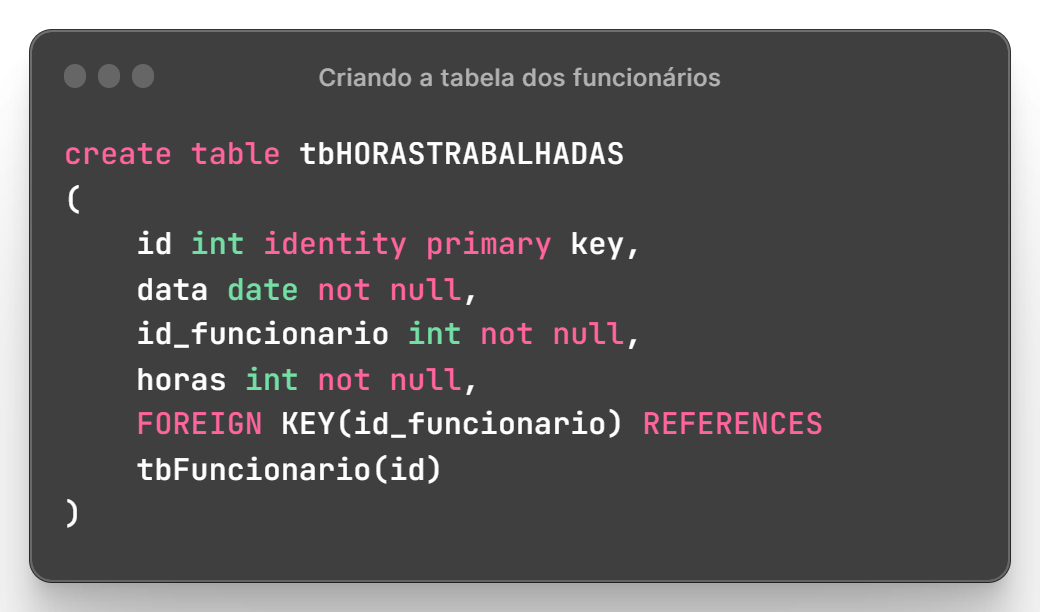 Criando a tabela dos funcionários
create table tbHORASTRABALHADAS
(
    id int identity primary key,
    data date not null,
    id_funcionario int not null,
    horas int not null,
    FOREIGN KEY(id_funcionario) REFERENCES
    tbFuncionario(id)
)